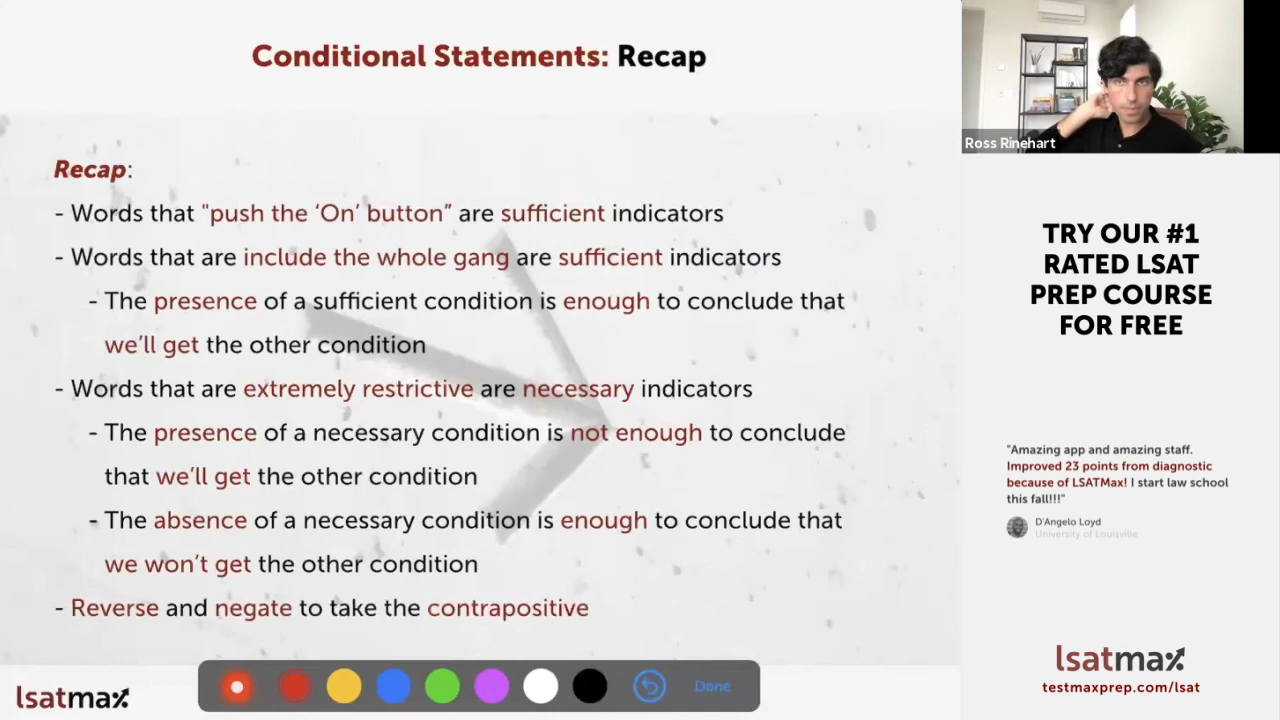 Conditional Statements: Recap
Recap:
- Words that "push the ‘On’ button” are sufficient indicators
- Words that are include the whole gang are sufficient indicators
- The presence of a sufficient condition is enough to conclude that
we’ll get the other condition
- Words that are extremely restrictive are necessary indicators
- The presence of a necessary condition is not enough to conclude
that we’ll get the other condition
- The absence of a necessary condition is enough to conclude that
we won’t get the other condition
- Reverse and negate to take the contrapositive
Done
lsatmax
Ross Rinehart
TRY OUR #1
RATED LSAT
PREP COURSE
FOR FREE
"Amazing app and amazing staff.
Improved 23 points from diagnostic
because of LSATMax! I start law school
this fall!!!"
D'Angelo Loyd
University of Louisville
lsatmax
testmaxprep.com/lsat